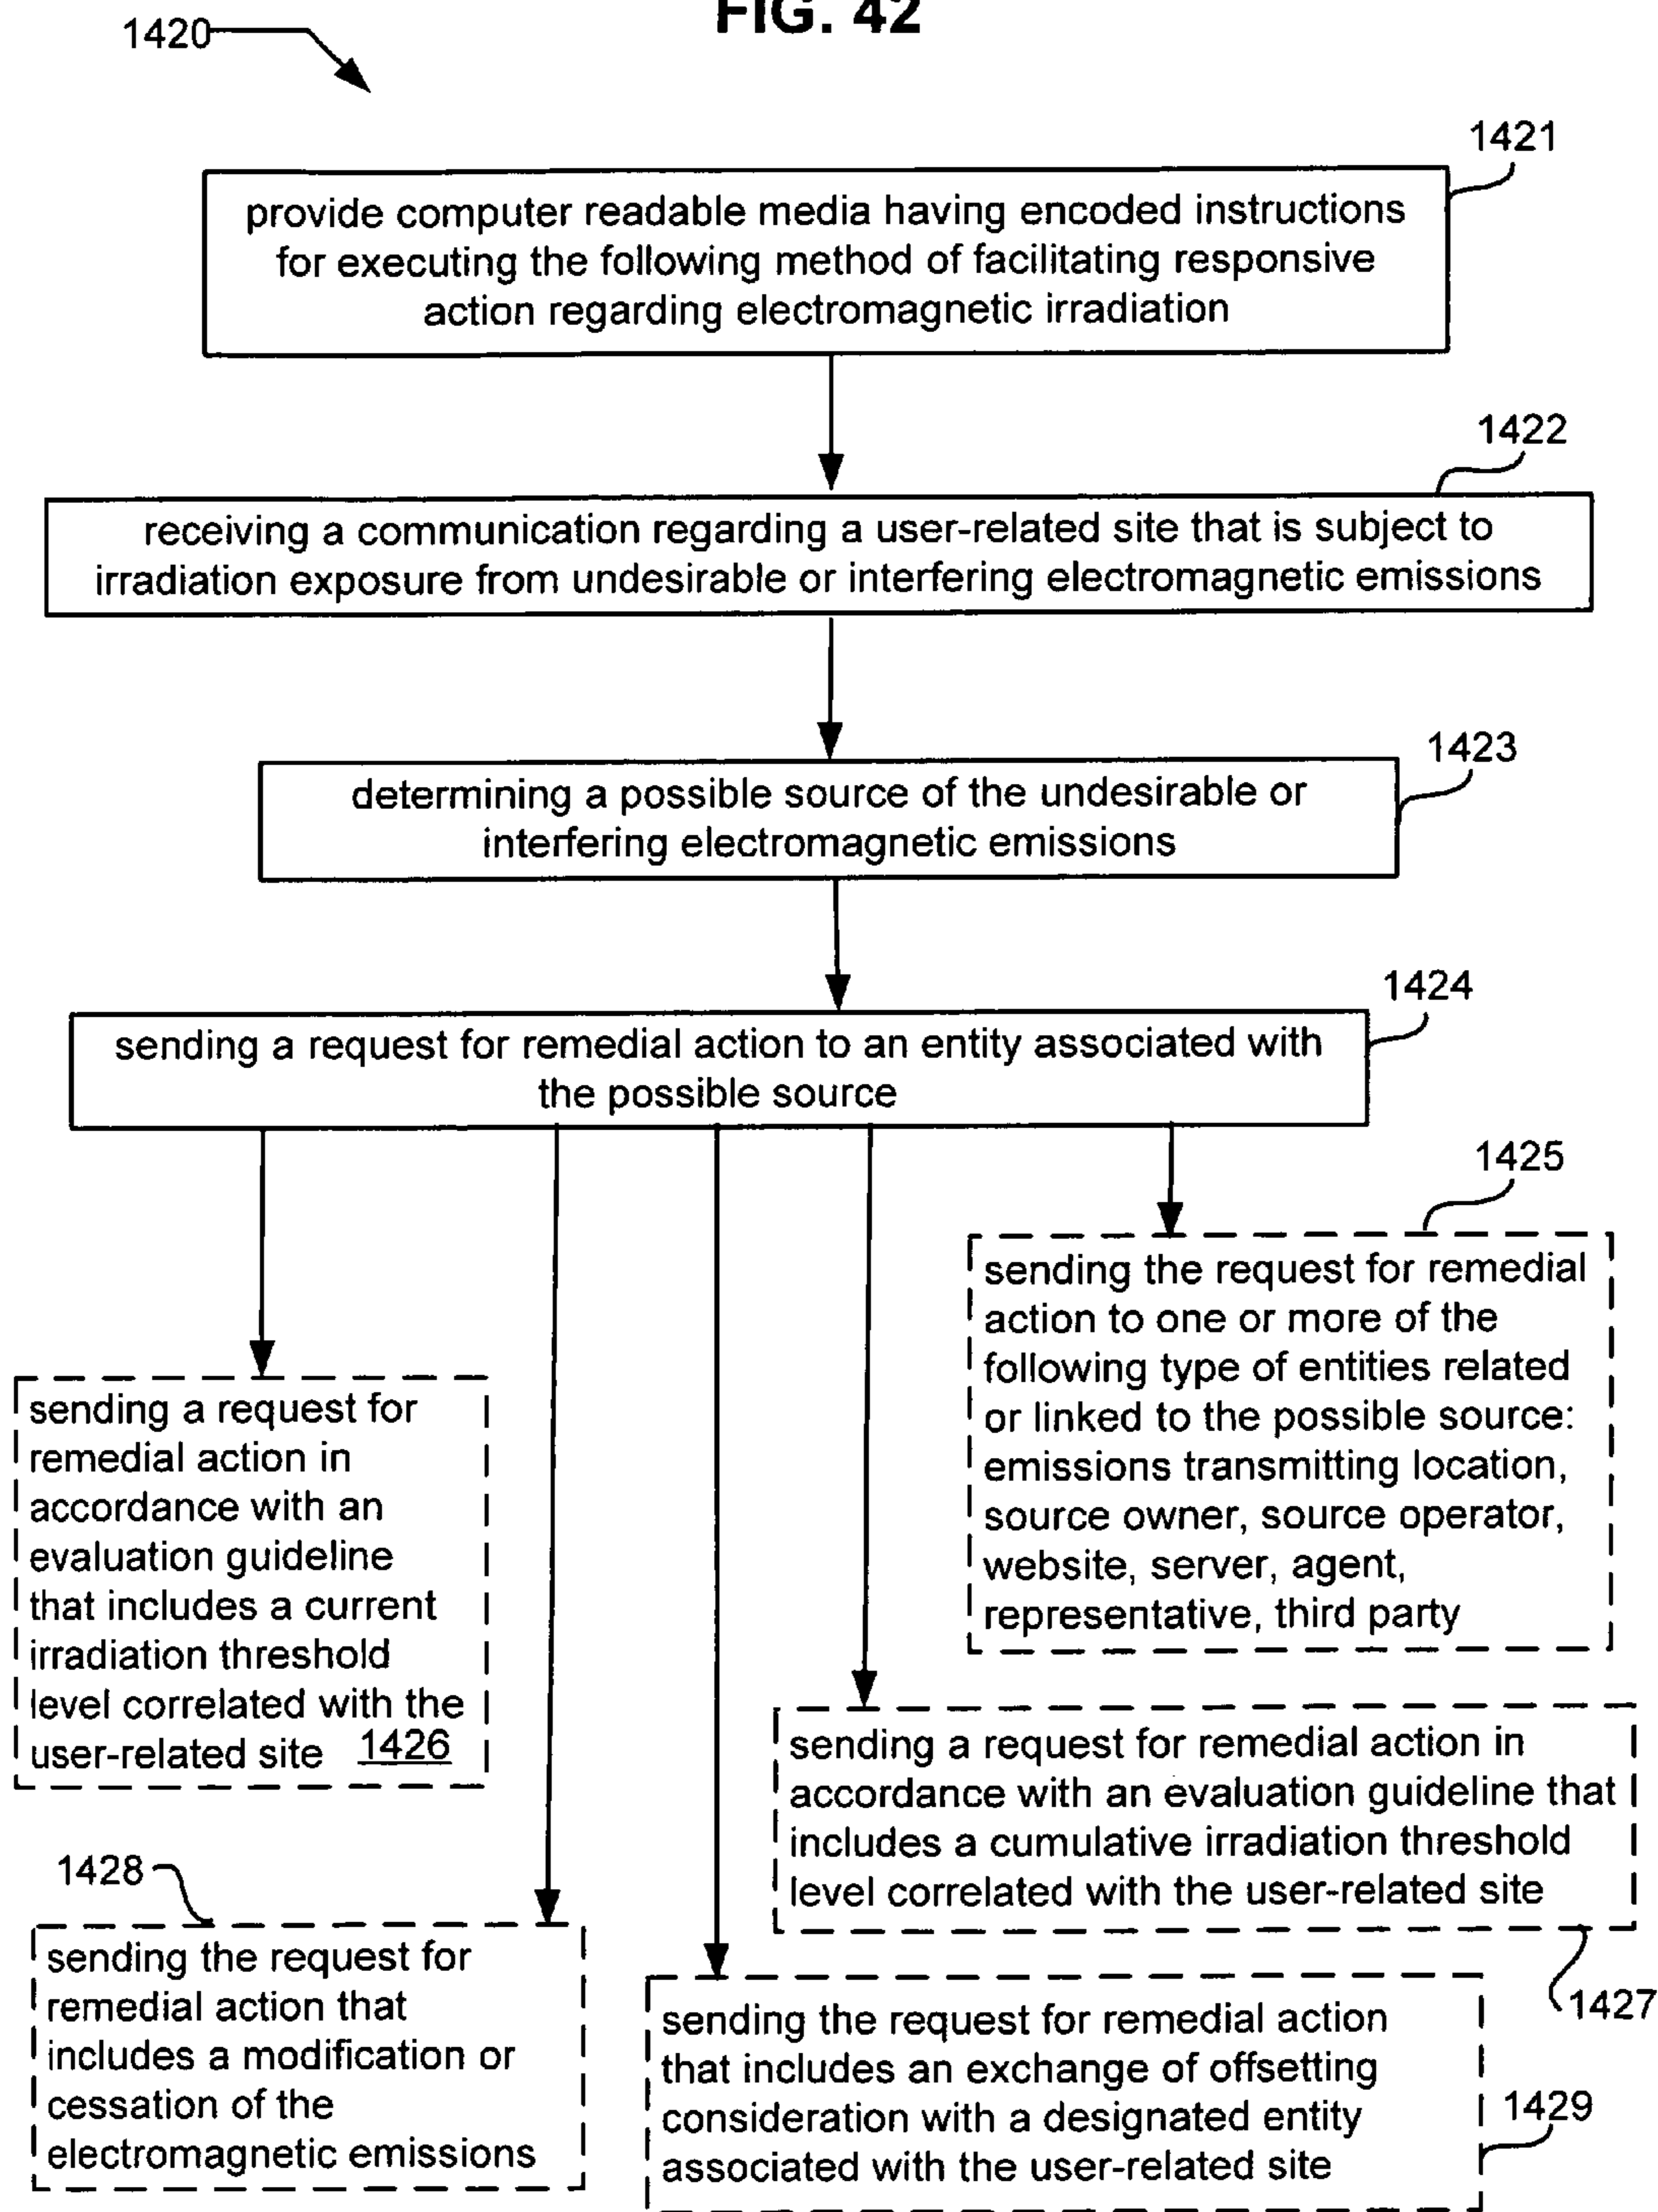 FIG. 42
1420
1421
provide computer readable media having encoded instructions
for executing the following method of facilitating responsive
action regarding electromagnetic irradiation
1422
receiving a communication regarding a user-related site that is subject to
irradiation exposure from undesirable or interfering electromagnetic emissions
1423
determining a possible source of the undesirable or
interfering electromagnetic emissions
1424
sending a request for remedial action to an entity associated with
the possible source
1425
sending the request for remedial
action to one or more of the
following type of entities related
or linked to the possible source:
emissions transmitting location,
source owner, source operator,
website, server, agent,
representative, third party
sending a request for
remedial action in
accordance with an
evaluation guideline
that includes a current
irradiation threshold
level correlated with the
user-related site 1426
sending a request for remedial action in
accordance with an evaluation guideline that
includes a cumulative irradiation threshold
level correlated with the user-related site
1427
1428
sending the request for
remedial action that
includes a modification or
cessation of the
electromagnetic emissions
sending the request for remedial action
that includes an exchange of offsetting
consideration with a designated entity
associated with the user-related site
1429